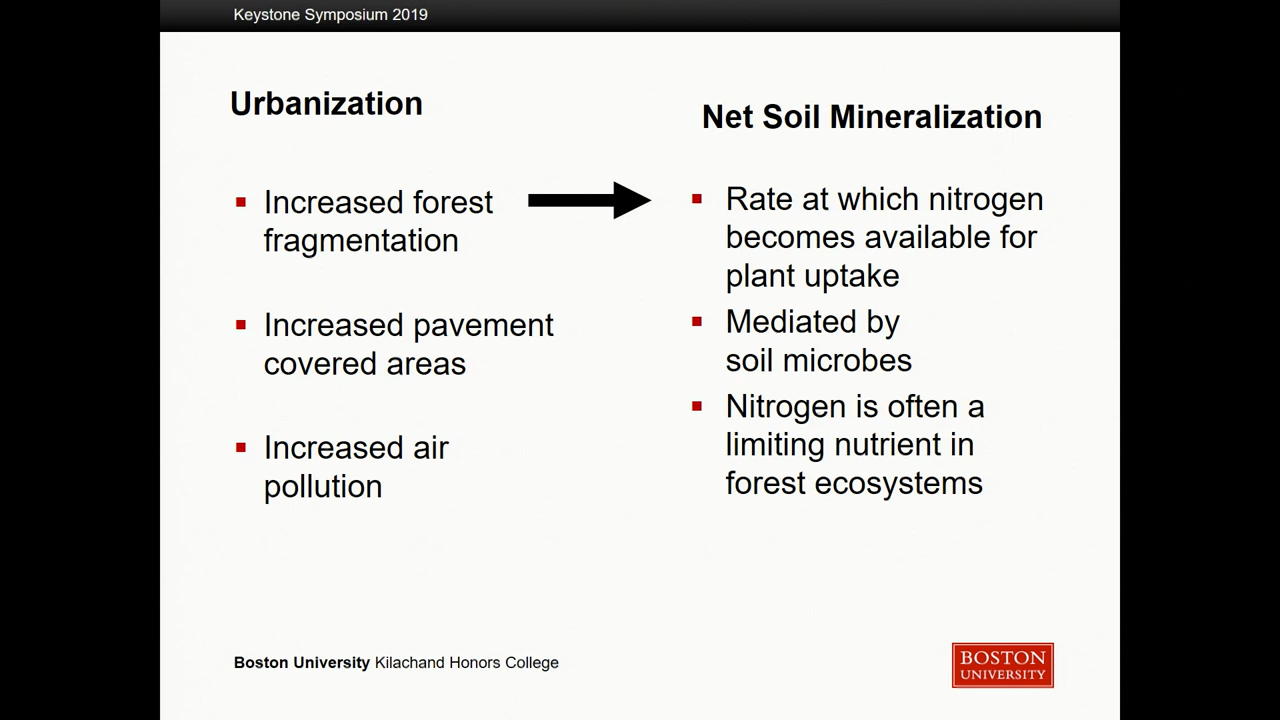 Keystone Symposium 2019
Urbanization
Increased forest
fragmentation
Increased pavement
covered areas
Increased air
pollution
Net Soil Mineralization
Rate at which nitrogen
becomes available for
plant uptake
Mediated by
soil microbes
Nitrogen is often a
limiting nutrient in
forest ecosystems
Boston University Kilachand Honors College
BOSTON
UNIVERSITY